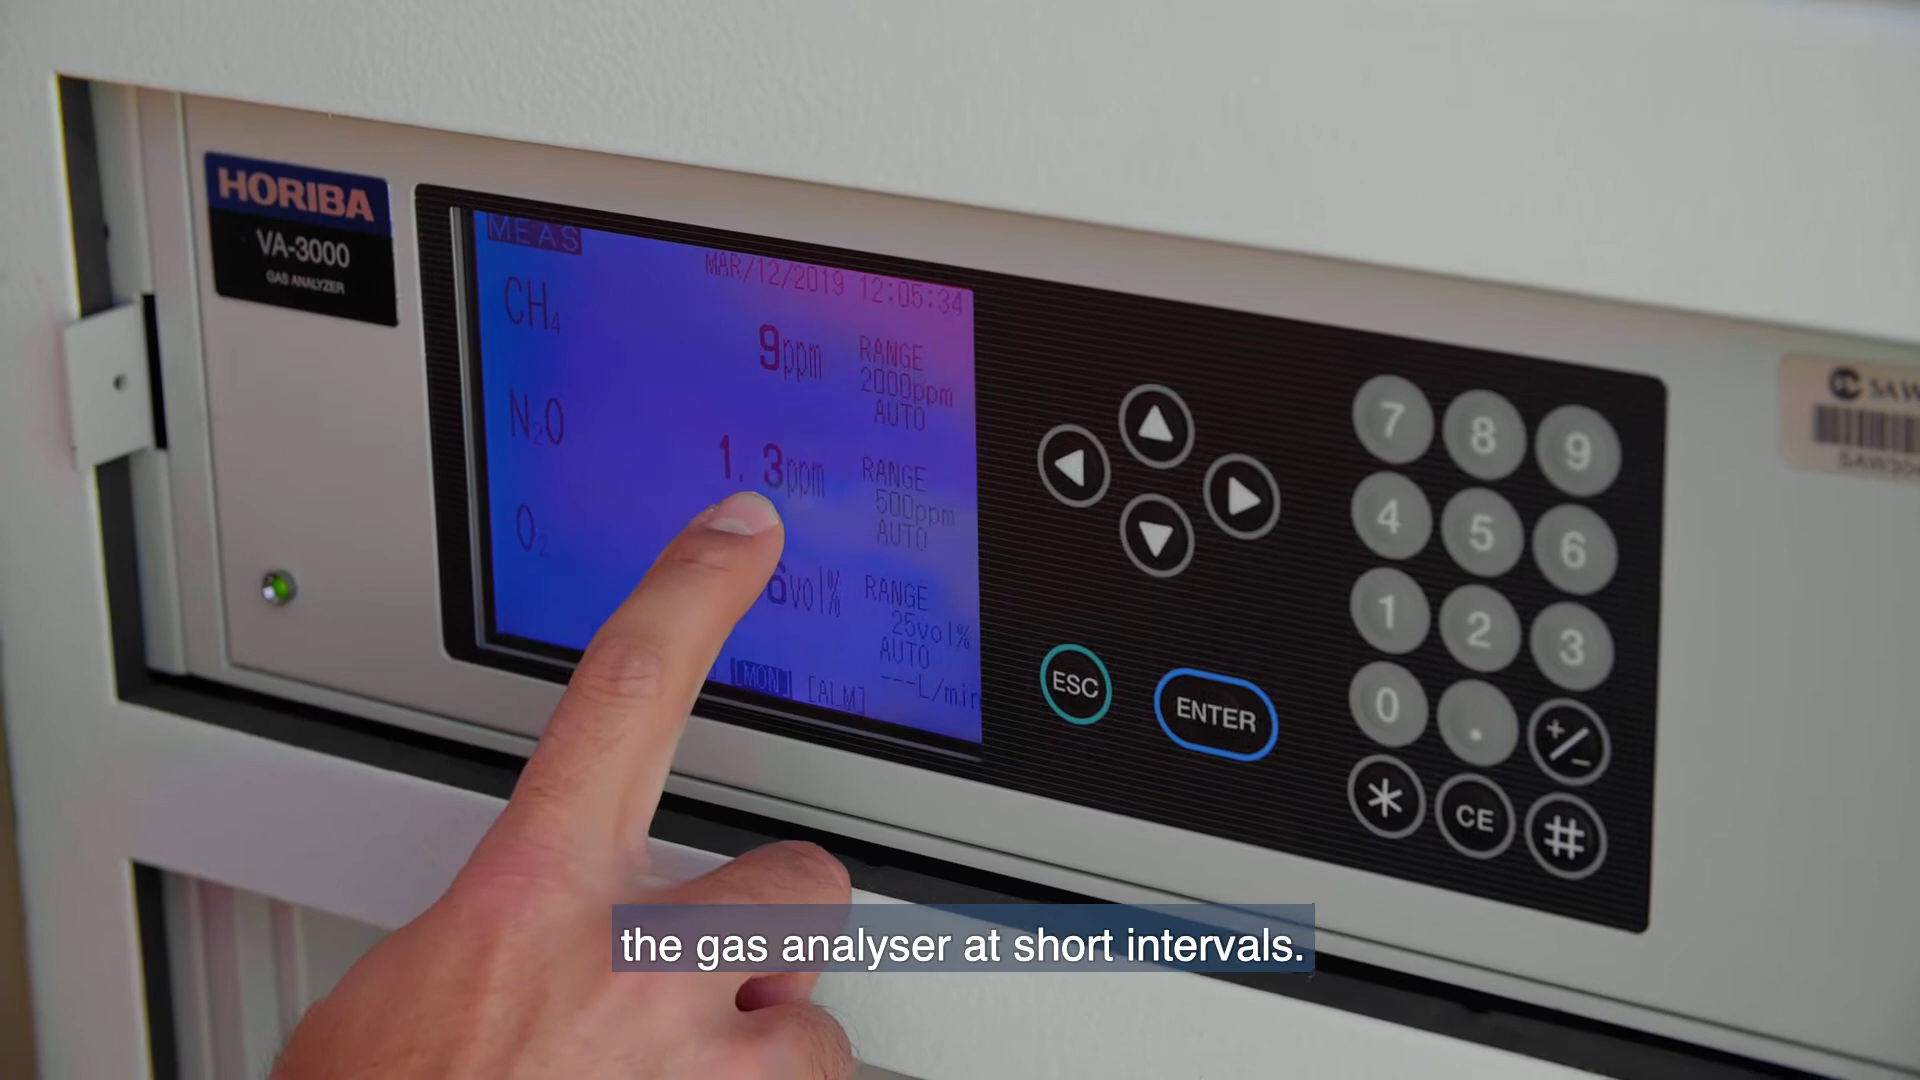 HORIBA
VA-3000
GAS ANALYZER
MEAS
MAR/12/2019 12:05:34
CH4
9ppm
RANGE
2000ppm
AUTO
N2O
1.3ppm
RANGE
500ppm
AUTO
O2
6vol%
RANGE
25vol%
AUTO
---L/min
[MON]
[ALM]
ESC
ENTER
7 8 9
4 5 6
1 2 3
0 . +/-
* CE #
the gas analyser at short intervals.